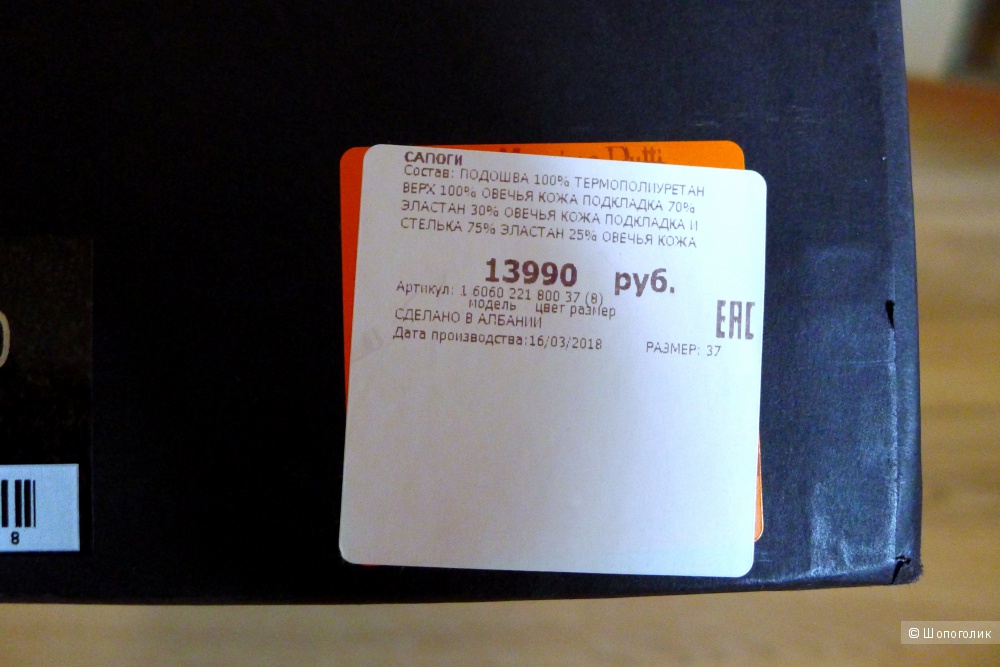 САПОГИ
Состав: ПОДОШВА 100% ТЕРМОПОЛИУРЕТАН
ВЕРХ 100% ОВЕЧЬЯ КОЖА ПОДКЛАДКА 70%
ЭЛАСТАН 30% ОВЕЧЬЯ КОЖА ПОДКЛАДКА И
СТЕЛЬКА 75% ЭЛАСТАН 25% ОВЕЧЬЯ КОЖА
13990 руб.
Артикул: 1 6060 221 800 37 (8)
модель цвет размер
EAC
СДЕЛАНО В АЛБАНИИ
Дата производства:16/03/2018 РАЗМЕР: 37
8
© Шопоголик